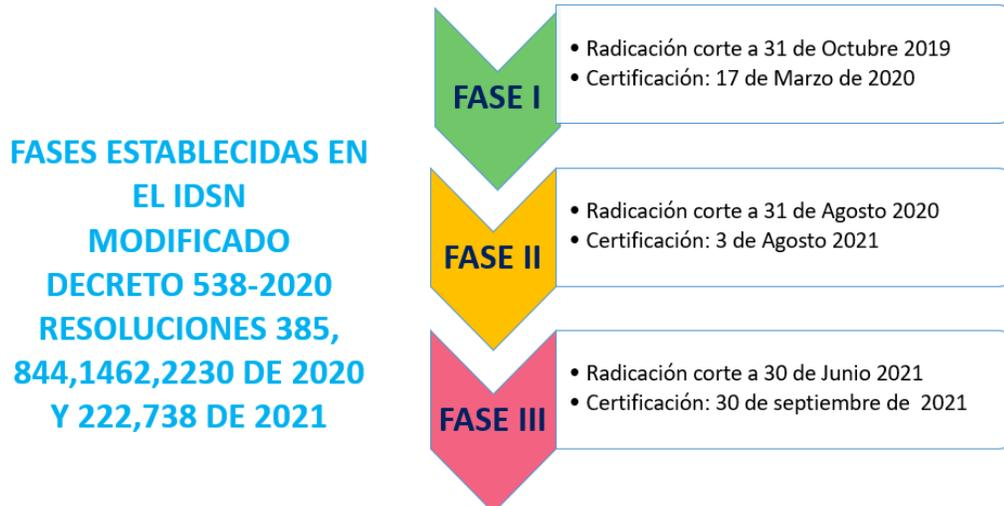 FASES ESTABLECIDAS EN
EL IDSN
MODIFICADO
DECRETO 538-2020
RESOLUCIONES 385,
844,1462,2230 DE 2020
Y 222,738 DE 2021
FASE I
• Radicación corte a 31 de Octubre 2019
• Certificación: 17 de Marzo de 2020
FASE II
• Radicación corte a 31 de Agosto 2020
• Certificación: 3 de Agosto 2021
FASE III
• Radicación corte a 30 de Junio 2021
• Certificación: 30 de septiembre de 2021